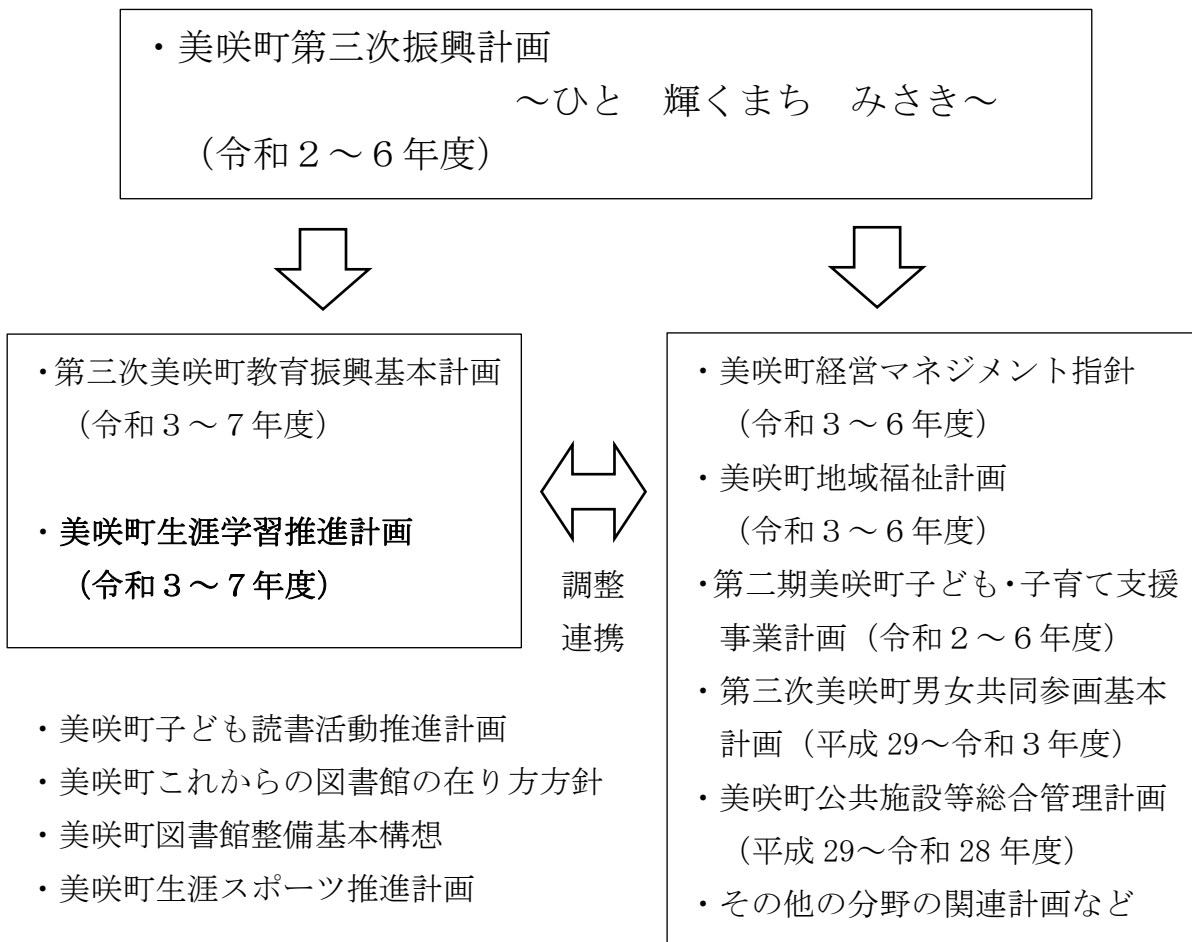 ・美咲町第三次振興計画
～ひと　輝くまち　みさき～
（令和２～６年度）
・第三次美咲町教育振興基本計画
（令和３～７年度）
・美咲町生涯学習推進計画
（令和３～７年度）
調整
連携
・美咲町経営マネジメント指針
（令和３～６年度）
・美咲町地域福祉計画
（令和３～６年度）
・第二期美咲町子ども・子育て支援
事業計画（令和２～６年度）
・第三次美咲町男女共同参画基本
計画（平成 29～令和３年度）
・美咲町公共施設等総合管理計画
（平成 29～令和 28 年度）
・その他の分野の関連計画など
・美咲町子ども読書活動推進計画
・美咲町これからの図書館の在り方方針
・美咲町図書館整備基本構想
・美咲町生涯スポーツ推進計画